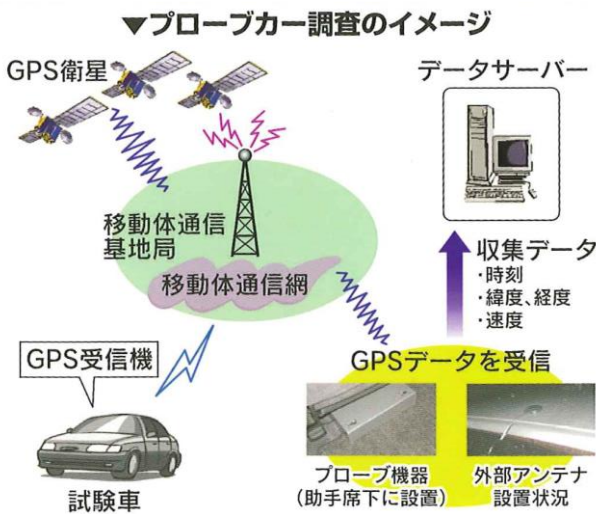 ▼プローブカー調査のイメージ
GPS衛星
データサーバー
移動体通信
基地局
移動体通信網
収集データ
・時刻
・緯度、経度
・速度
GPS受信機
GPSデータを受信
試験車
プローブ機器
(助手席下に設置)
外部アンテナ
設置状況